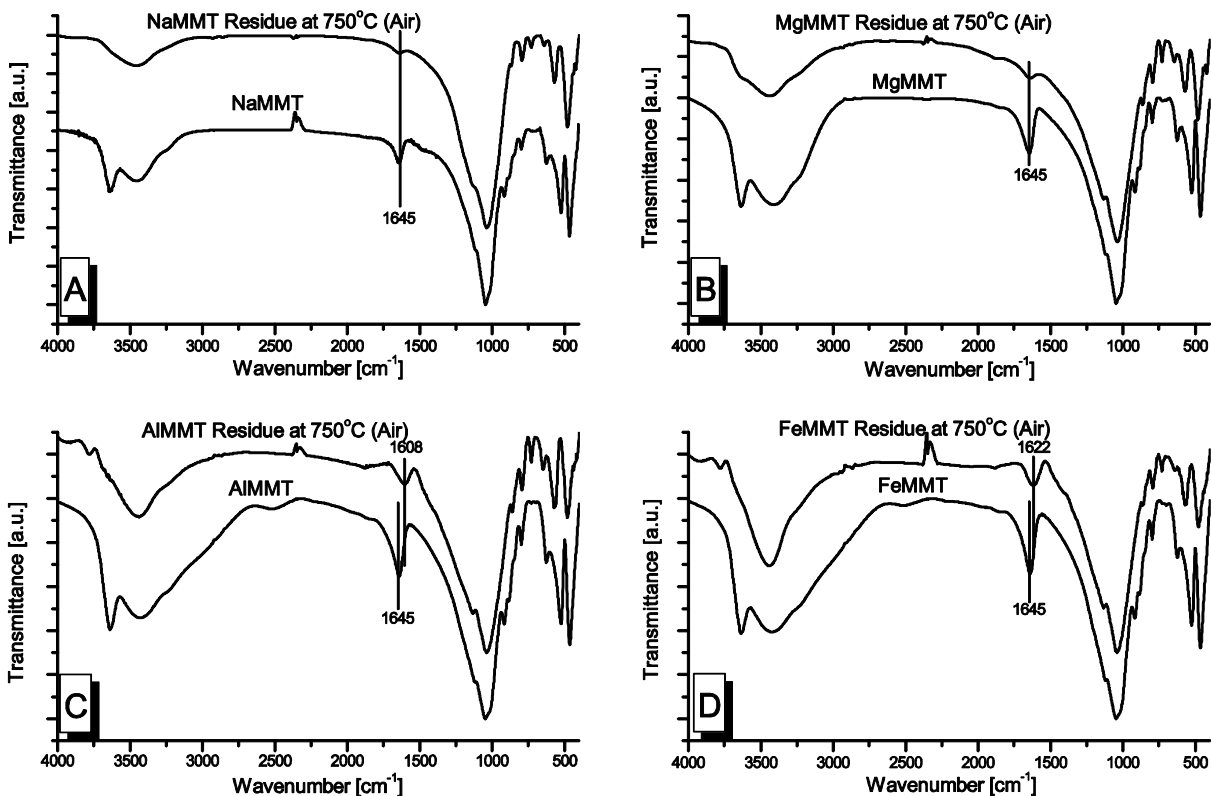 NaMMT Residue at 750°C (Air)
NaMMT
1645
Transmittance [a.u.]
A
4000 3500 3000 2500 2000 1500 1000 500
Wavenumber [cm⁻¹]
MgMMT Residue at 750°C (Air)
MgMMT
1645
Transmittance [a.u.]
B
4000 3500 3000 2500 2000 1500 1000 500
Wavenumber [cm⁻¹]
AlMMT Residue at 750°C (Air)
1608
AlMMT
1645
Transmittance [a.u.]
C
4000 3500 3000 2500 2000 1500 1000 500
Wavenumber [cm⁻¹]
FeMMT Residue at 750°C (Air)
1622
FeMMT
1645
Transmittance [a.u.]
D
4000 3500 3000 2500 2000 1500 1000 500
Wavenumber [cm⁻¹]